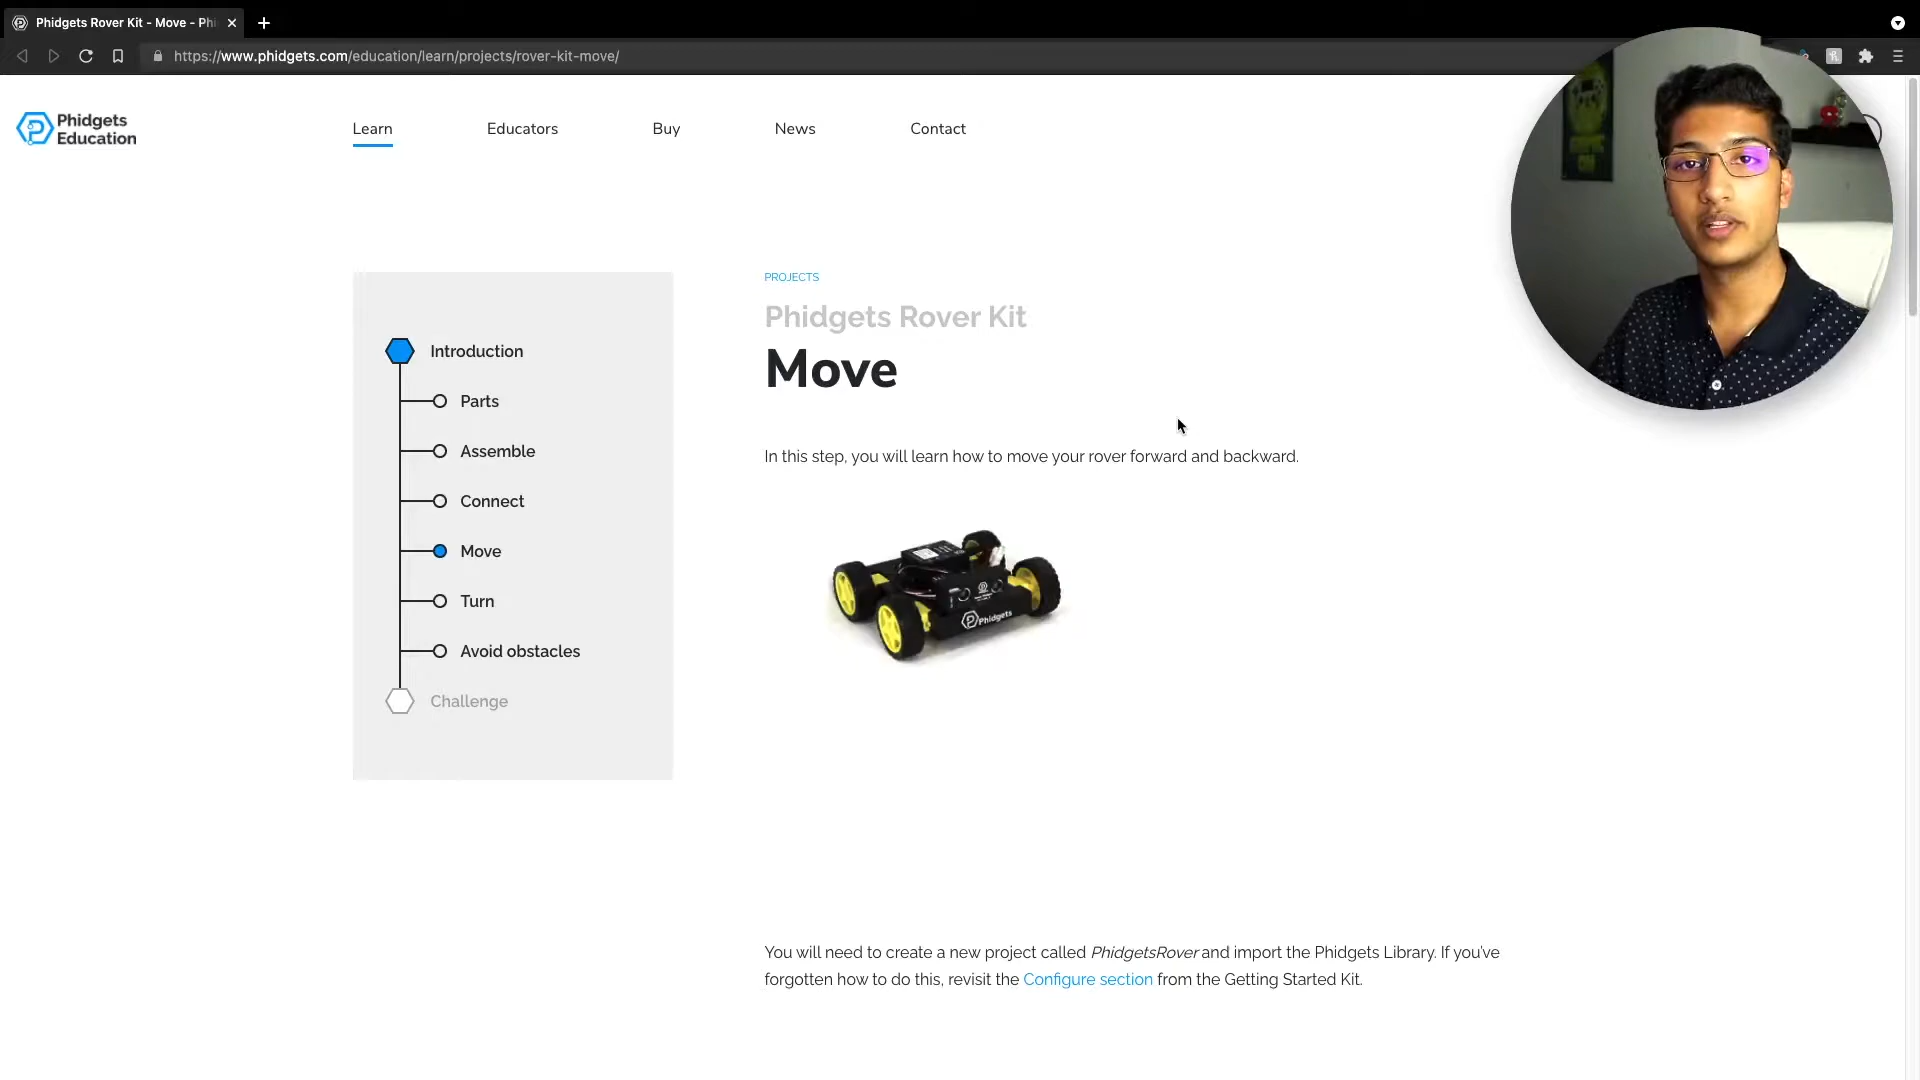 Phidgets Rover Kit - Move - Phi
https://www.phidgets.com/education/learn/projects/rover-kit-move/
Phidgets
Education
Learn
Educators
Buy
News
Contact
Introduction
Parts
Assemble
Connect
Move
Turn
Avoid obstacles
Challenge
PROJECTS
Phidgets Rover Kit
Move
In this step, you will learn how to move your rover forward and backward.
Phidgets
You will need to create a new project called PhidgetsRover and import the Phidgets Library. If you've
forgotten how to do this, revisit the Configure section from the Getting Started Kit.